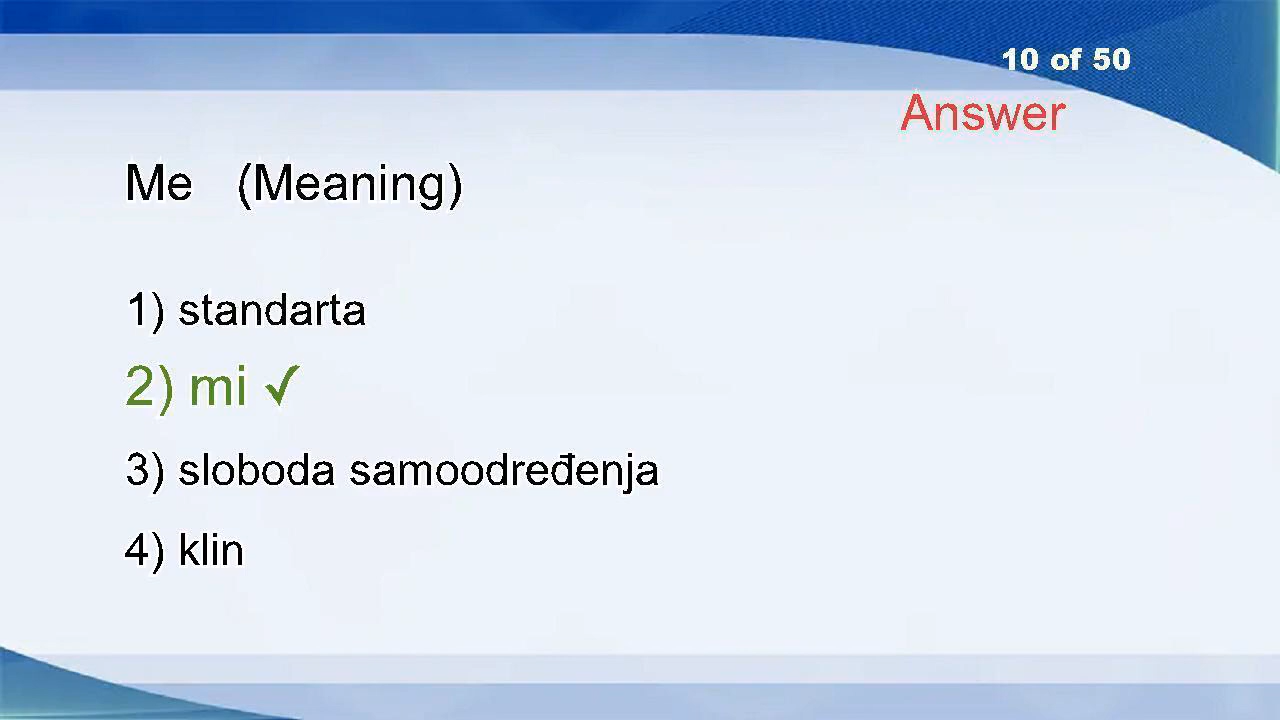 10 of 50
Answer
Me (Meaning)
1) standarta
2) mi ✓
3) sloboda samoodređenja
4) klin